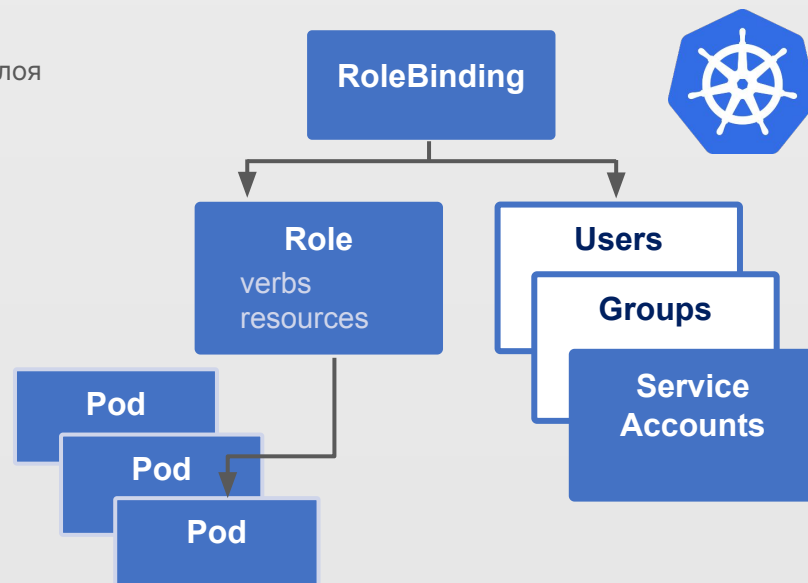 лоя
RoleBinding
Role
verbs
resources
Users
Groups
Service
Accounts
Pod
Pod
Pod